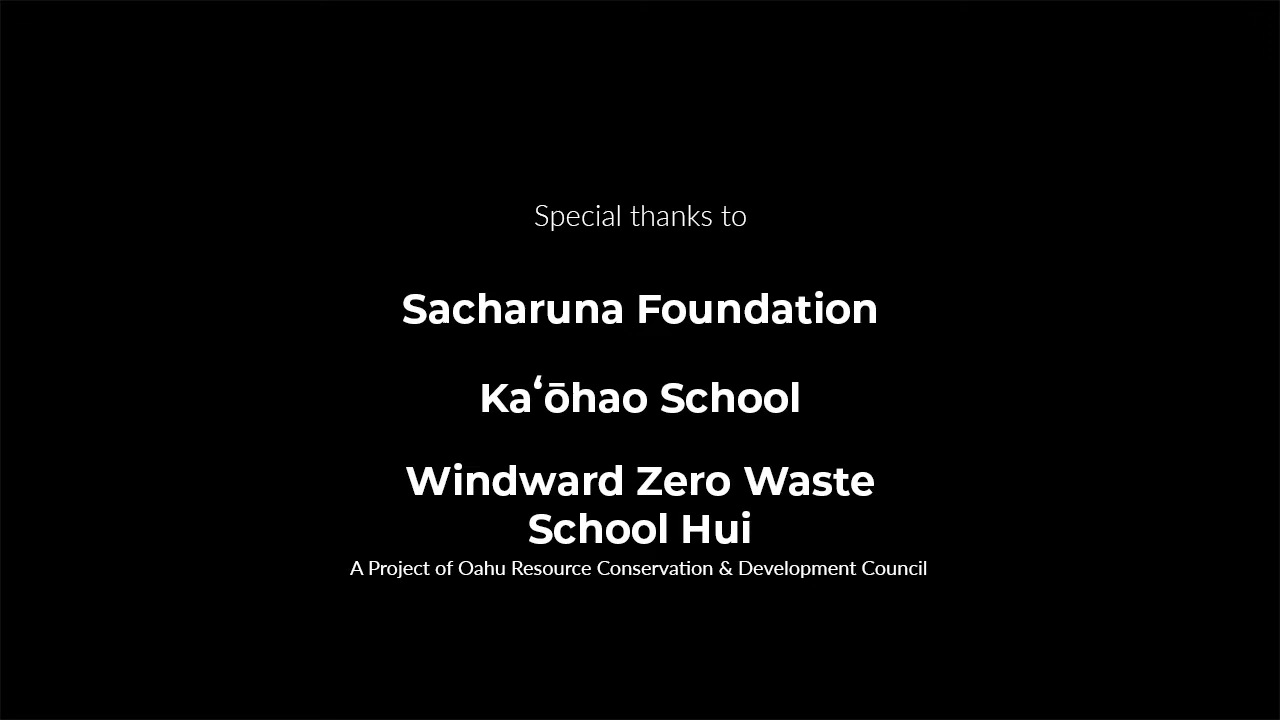 Special thanks to
Sacharuna Foundation
Kaʻōhao School
Windward Zero Waste
School Hui
A Project of Oahu Resource Conservation & Development Council